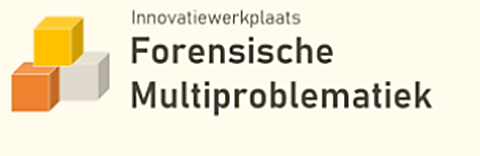 Innovatiewerkplaats
Forensische
Multiproblematiek